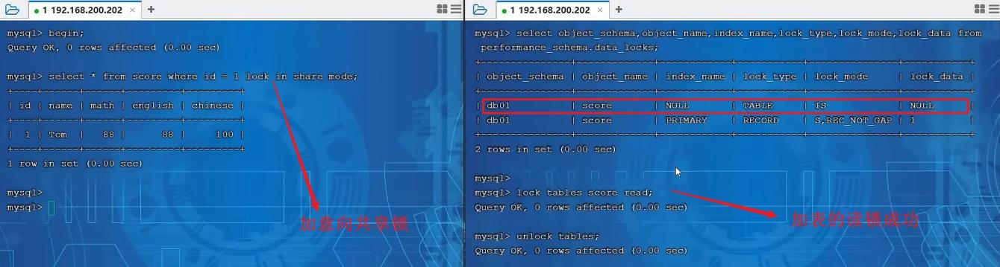 1 192.168.200.202 × +
mysql> begin;
Query OK, 0 rows affected (0.00 sec)
mysql> select * from score where id = 1 lock in share mode;
+----+------+------+---------+---------+
| id | name | math | english | chinese |
+----+------+------+---------+---------+
| 1 | Tom | 88 | 88 | 100 |
+----+------+------+---------+---------+
1 row in set (0.00 sec)
mysql>
mysql>
加意向共享锁
1 192.168.200.202 × +
mysql> select object_schema,object_name,index_name,lock_type,lock_mode,lock_data from
performance_schema.data_locks;
+---------------+-------------+------------+-----------+---------------+-----------+
| object_schema | object_name | index_name | lock_type | lock_mode | lock_data |
+---------------+-------------+------------+-----------+---------------+-----------+
| db01 | score | NULL | TABLE | IS | NULL |
| db01 | score | PRIMARY | RECORD | S,REC_NOT_GAP | 1 |
+---------------+-------------+------------+-----------+---------------+-----------+
2 rows in set (0.00 sec)
mysql>
mysql> lock tables score read;
Query OK, 0 rows affected (0.00 sec)
加表的读锁成功
mysql> unlock tables;
Query OK, 0 rows affected (0.00 sec)